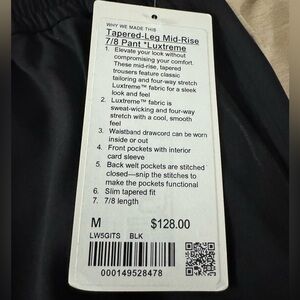 WHY WE MADE THIS
Tapered-Leg Mid-Rise
7/8 Pant *Luxtreme
1. Elevate your look without
compromising your comfort.
These mid-rise, tapered
trousers feature classic
tailoring and four-way stretch
Luxtreme™ fabric for a sleek
look and feel
2. Luxtreme™ fabric is
sweat-wicking and four-way
stretch with a cool, smooth
feel
3. Waistband drawcord can be worn
inside or out
4. Front pockets with interior
card sleeve
5. Back welt pockets are stitched
closed—snip the stitches to
make the pockets functional
6. Slim tapered fit
7. 7/8 length
M $128.00
LW5GITS BLK
000149528478